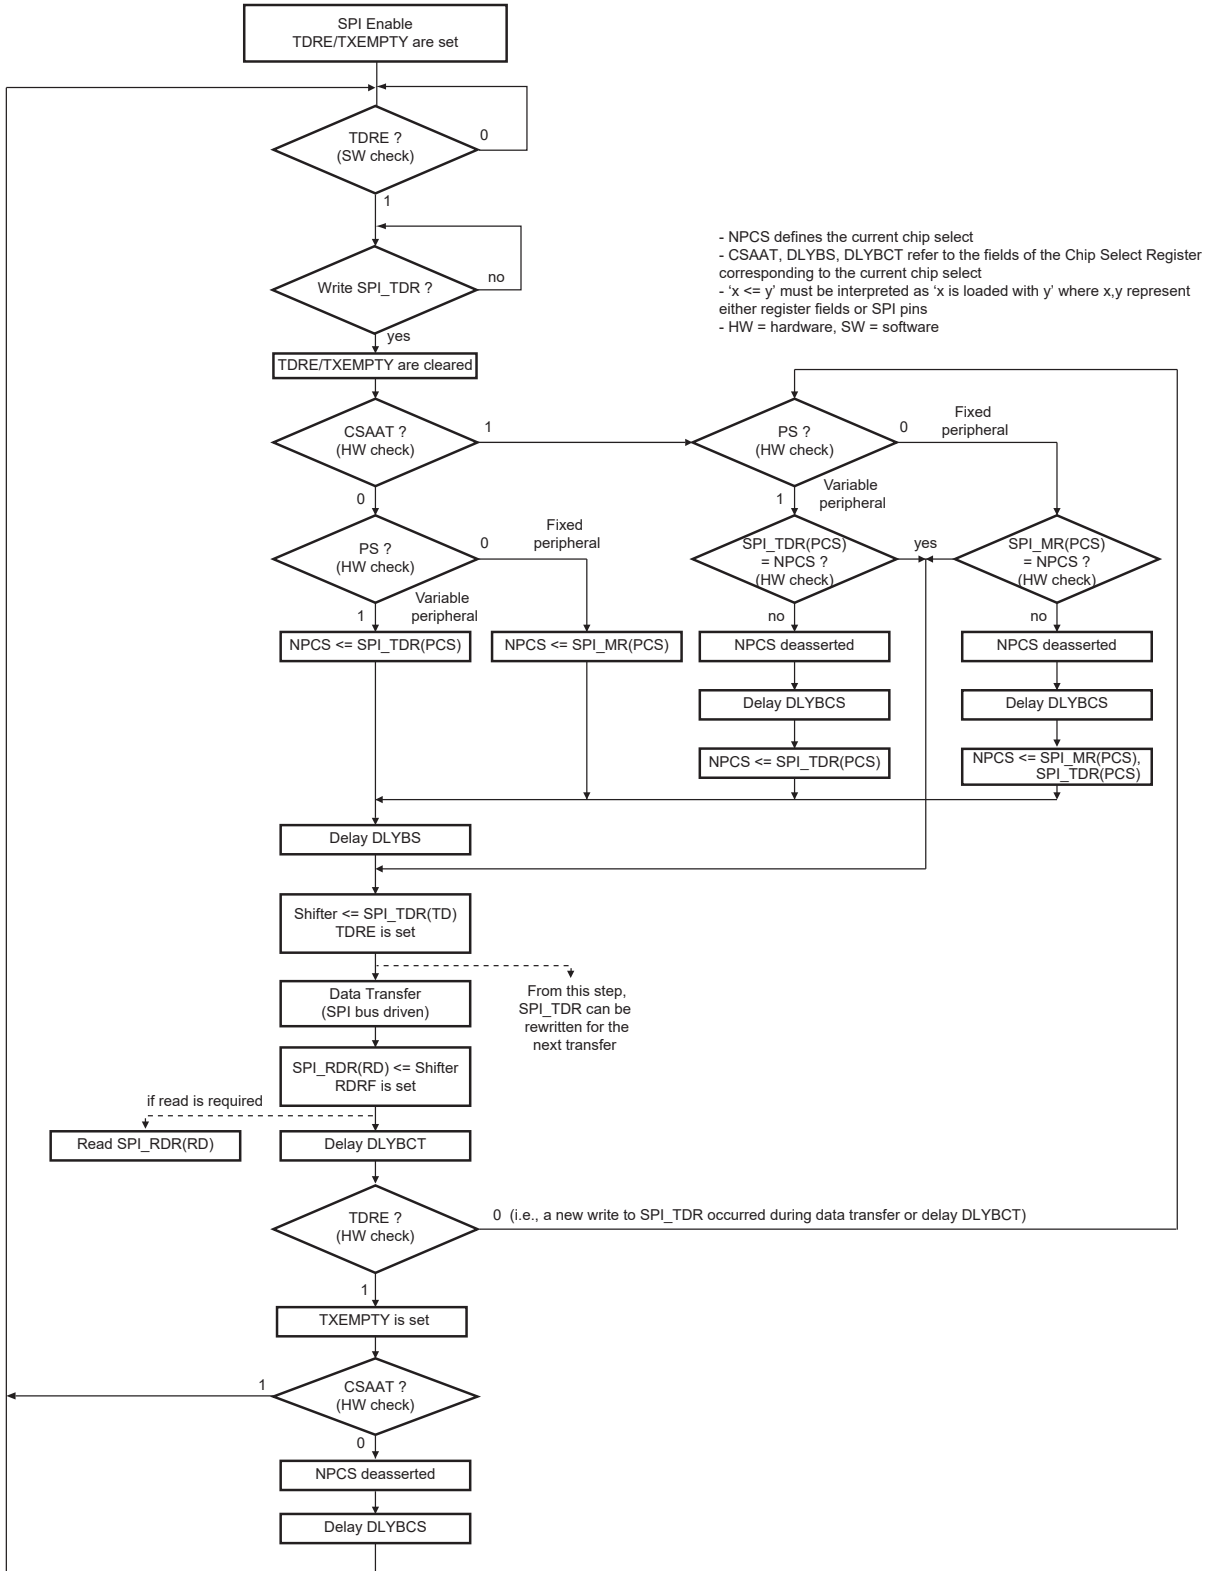 SPI Enable
TDRE/TXEMPTY are set
TDRE ?
(SW check)
0
1
Write SPI_TDR ?
no
yes
- NPCS defines the current chip select
- CSAAT, DLYBS, DLYBCT refer to the fields of the Chip Select Register
corresponding to the current chip select
- ‘x <= y’ must be interpreted as ‘x is loaded with y’ where x,y represent
either register fields or SPI pins
- HW = hardware, SW = software
TDRE/TXEMPTY are cleared
CSAAT ?
(HW check)
1
0
PS ?
(HW check)
0
Fixed
peripheral
1
Variable
peripheral
PS ?
(HW check)
0
Fixed
peripheral
1
Variable
peripheral
SPI_TDR(PCS)
= NPCS ?
(HW check)
yes
no
SPI_MR(PCS)
= NPCS ?
(HW check)
no
NPCS <= SPI_TDR(PCS)
NPCS <= SPI_MR(PCS)
NPCS deasserted
NPCS deasserted
Delay DLYBCS
Delay DLYBCS
NPCS <= SPI_TDR(PCS)
NPCS <= SPI_MR(PCS),
SPI_TDR(PCS)
Delay DLYBS
Shifter <= SPI_TDR(TD)
TDRE is set
Data Transfer
(SPI bus driven)
From this step,
SPI_TDR can be
rewritten for the
next transfer
SPI_RDR(RD) <= Shifter
RDRF is set
if read is required
Read SPI_RDR(RD)
Delay DLYBCT
TDRE ?
(HW check)
0 (i.e., a new write to SPI_TDR occurred during data transfer or delay DLYBCT)
1
TXEMPTY is set
CSAAT ?
(HW check)
1
0
NPCS deasserted
Delay DLYBCS